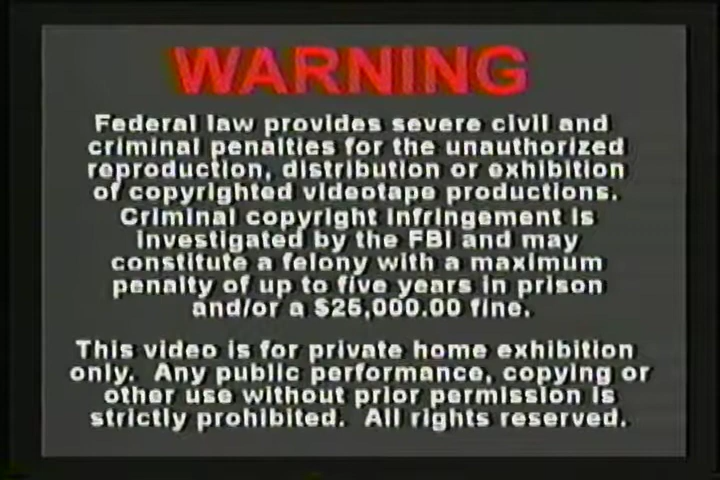 WARNING
Federal law provides severe civil and
criminal penalties for the unauthorized
reproduction, distribution or exhibition
of copyrighted videotape productions.
Criminal copyright infringement is
investigated by the FBI and may
constitute a felony with a maximum
penalty of up to five years in prison
and/or a $25,000.00 fine.
This video is for private home exhibition
only. Any public performance, copying or
other use without prior permission is
strictly prohibited. All rights reserved.